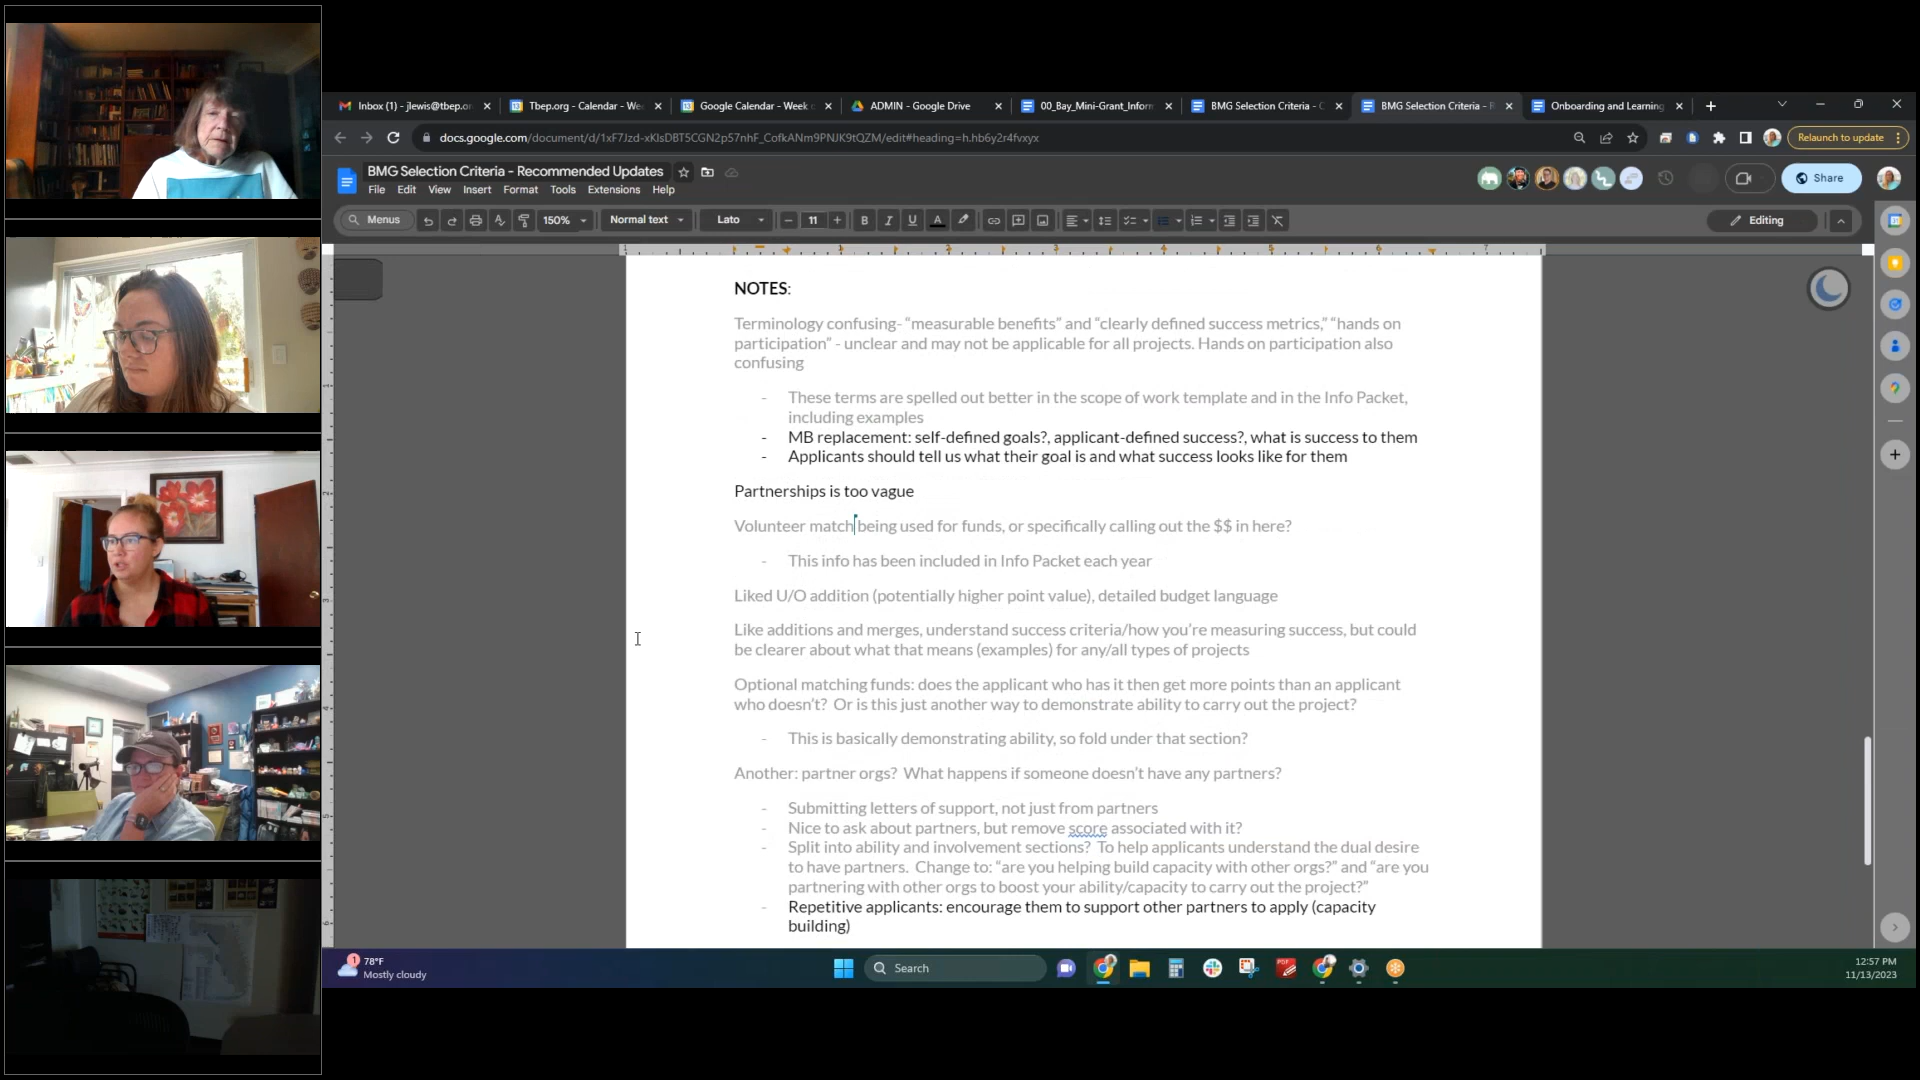 Inbox (1) - jlewis@tbep.or
Tbep.org - Calendar - We
Google Calendar - Week
ADMIN - Google Drive
00_Bay_Mini-Grant_Inform
BMG Selection Criteria - C
BMG Selection Criteria - R
Onboarding and Learning
docs.google.com/document/d/1xF7Jzd-xKlsDBT5CGN2p57nhF_CofkANm9PNJK9tQZM/edit#heading=h.hb6y2r4fvxyx
Relaunch to update
BMG Selection Criteria - Recommended Updates
Share
File Edit View Insert Format Tools Extensions Help
Menus 150% Normal text Lato 11 Editing
NOTES:
Terminology confusing- “measurable benefits” and “clearly defined success metrics,” “hands on
participation” - unclear and may not be applicable for all projects. Hands on participation also
confusing
- These terms are spelled out better in the scope of work template and in the Info Packet,
including examples
- MB replacement: self-defined goals?, applicant-defined success?, what is success to them
- Applicants should tell us what their goal is and what success looks like for them
Partnerships is too vague
Volunteer match being used for funds, or specifically calling out the $$ in here?
- This info has been included in Info Packet each year
Liked U/O addition (potentially higher point value), detailed budget language
Like additions and merges, understand success criteria/how you’re measuring success, but could
be clearer about what that means (examples) for any/all types of projects
Optional matching funds: does the applicant who has it then get more points than an applicant
who doesn’t? Or is this just another way to demonstrate ability to carry out the project?
- This is basically demonstrating ability, so fold under that section?
Another: partner orgs? What happens if someone doesn’t have any partners?
- Submitting letters of support, not just from partners
- Nice to ask about partners, but remove score associated with it?
- Split into ability and involvement sections? To help applicants understand the dual desire
to have partners. Change to: “are you helping build capacity with other orgs?” and “are you
partnering with other orgs to boost your ability/capacity to carry out the project?”
- Repetitive applicants: encourage them to support other partners to apply (capacity
building)
1
78°F
Mostly cloudy
Search
12:57 PM
11/13/2023